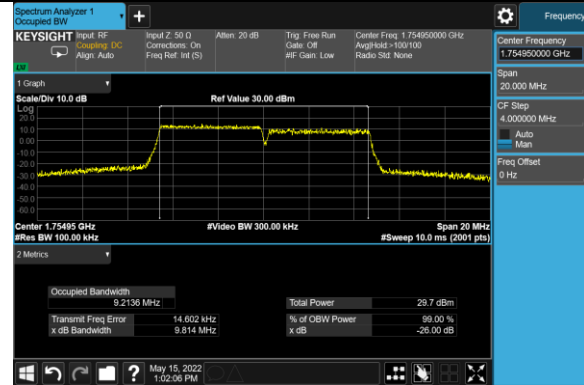 Spectrum Analyzer 1
Occupied BW
+
Frequency
KEYSIGHT
Input: RF
Coupling: DC
Align: Auto
Input Z: 50 Ω
Corrections: On
Freq Ref: Int (S)
Atten: 20 dB
Trig: Free Run
Gate: Off
#IF Gain: Low
Center Freq: 1.754950000 GHz
Avg|Hold:>100/100
Radio Std: None
LXI
Center Frequency
1.754950000 GHz
Span
20.000 MHz
CF Step
4.000000 MHz
Auto
Man
Freq Offset
0 Hz
1 Graph
Scale/Div 10.0 dB
Ref Value 30.00 dBm
Log
20.0
10.0
0.00
-10.0
-20.0
-30.0
-40.0
-50.0
-60.0
Center 1.75495 GHz
#Video BW 300.00 kHz
Span 20 MHz
#Res BW 100.00 kHz
#Sweep 10.0 ms (2001 pts)
2 Metrics
Occupied Bandwidth
9.2136 MHz
Total Power
29.7 dBm
Transmit Freq Error
14.602 kHz
% of OBW Power
99.00 %
x dB Bandwidth
9.814 MHz
x dB
-26.00 dB
?
May 15, 2022
1:02:06 PM